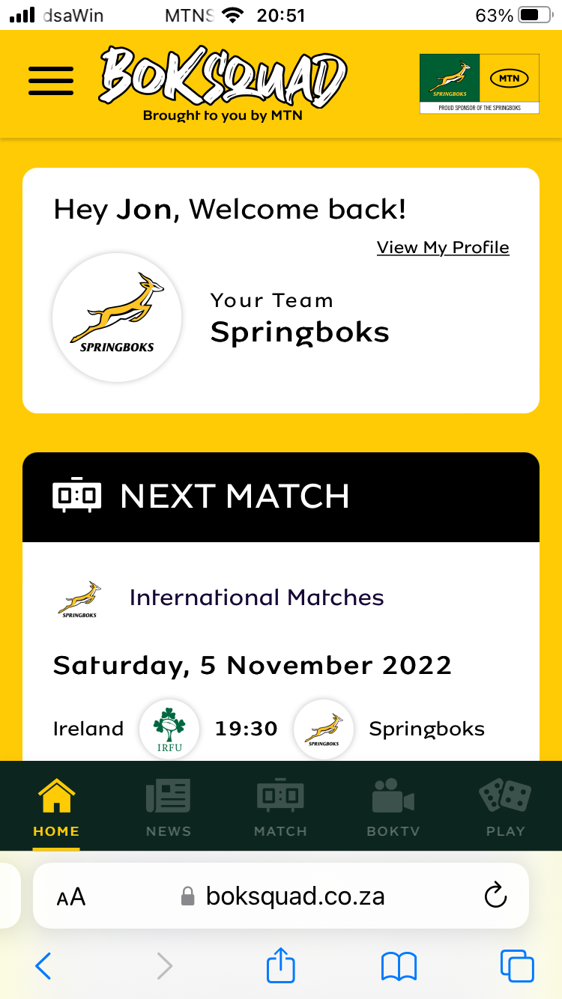 dsaWin MTNS 20:51 63%
BOKSQUAD
Brought to you by MTN
SPRINGBOKS MTN
PROUD SPONSOR OF THE SPRINGBOKS
Hey Jon, Welcome back!
View My Profile
SPRINGBOKS
Your Team
Springboks
0:0 NEXT MATCH
SPRINGBOKS
International Matches
Saturday, 5 November 2022
Ireland IRFU 19:30 SPRINGBOKS Springboks
HOME NEWS MATCH BOKTV PLAY
AA boksquad.co.za